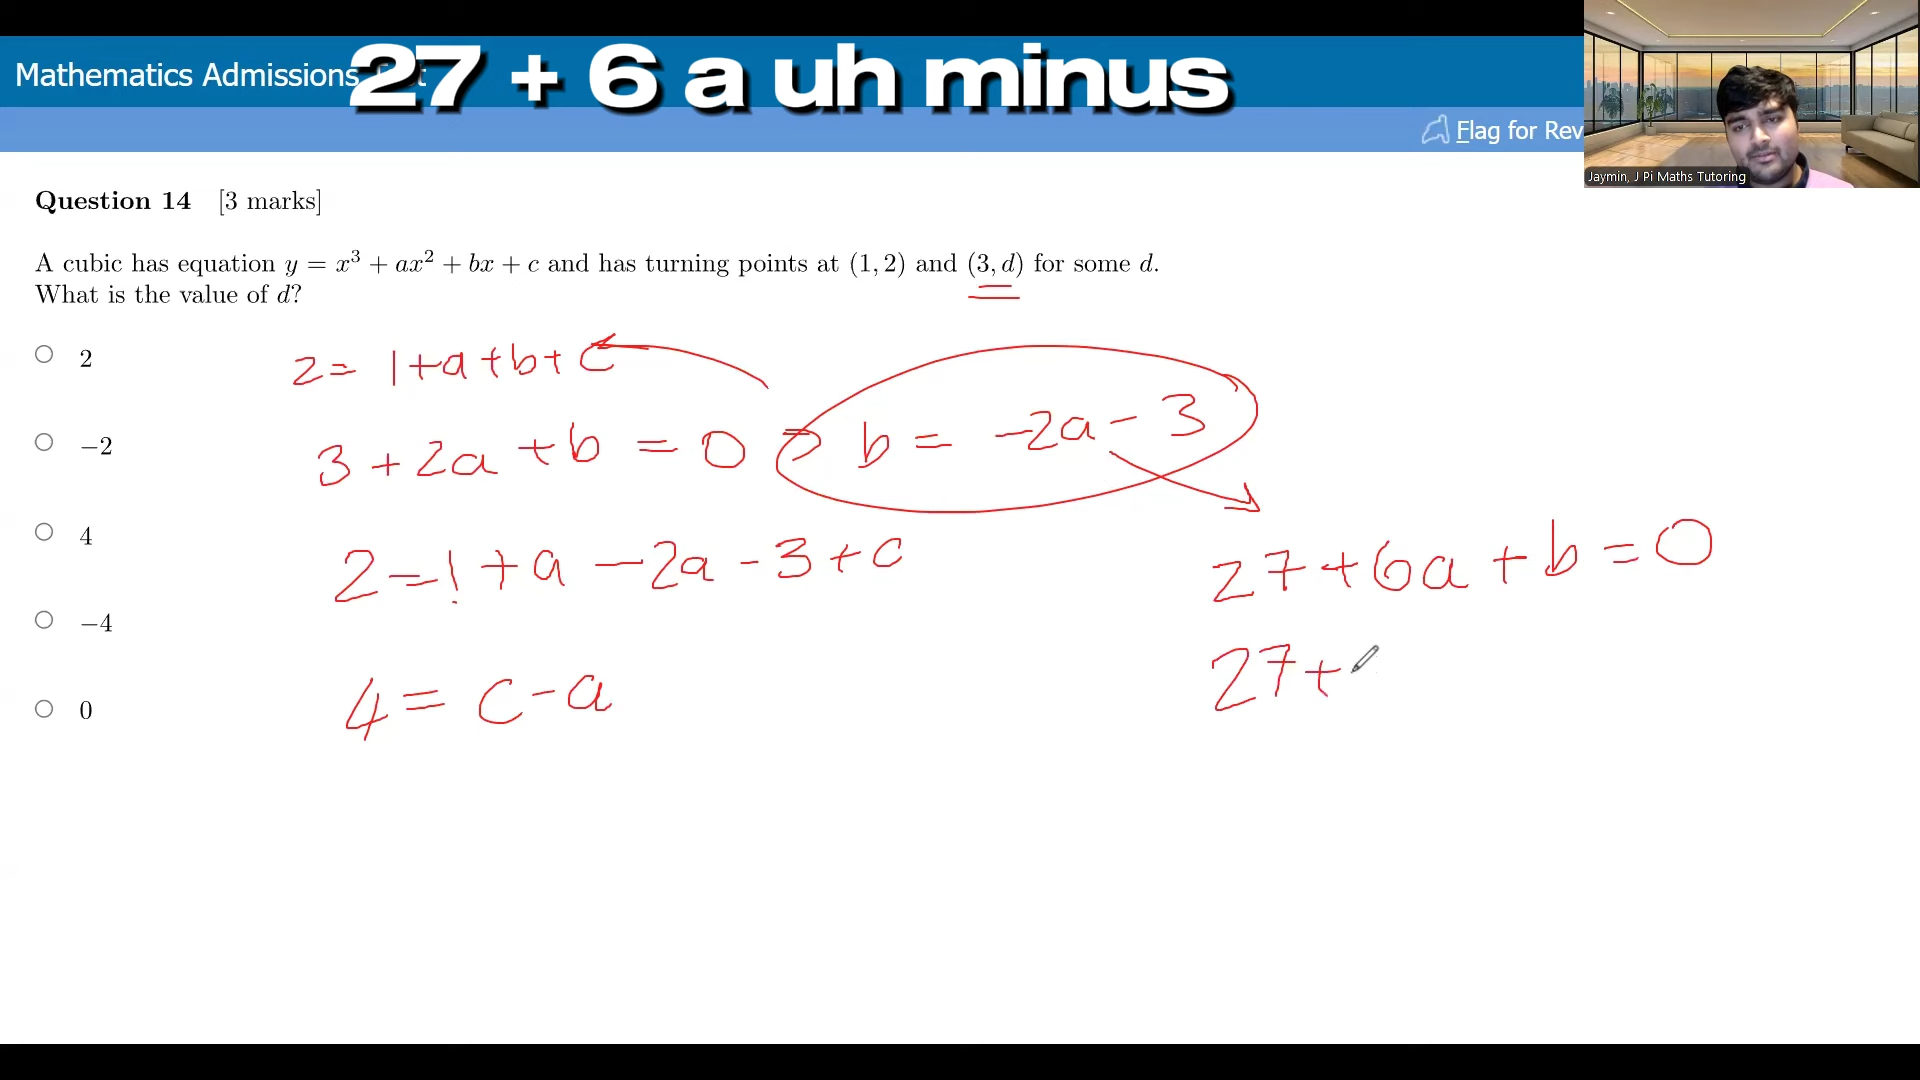 Mathematics Admissions
27 + 6 a uh minus
Flag for Rev
Jaymin, J Pi Maths Tutoring
Question 14 [3 marks]
A cubic has equation y = x³ + ax² + bx + c and has turning points at (1, 2) and (3, d) for some d.
What is the value of d?
2
−2
4
−4
0
2 = 1 + a + b + c
3 + 2a + b = 0 ⇒ b = −2a − 3
2 = 1 + a − 2a − 3 + c
27 + 6a + b = 0
4 = c − a
27 +